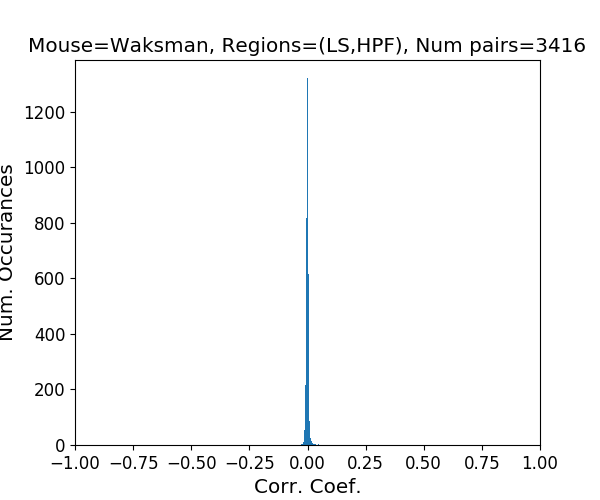 Mouse=Waksman, Regions=(LS,HPF), Num pairs=3416
1200
1000
800
600
400
200
0
Num. Occurances
−1.00 −0.75 −0.50 −0.25 0.00 0.25 0.50 0.75 1.00
Corr. Coef.